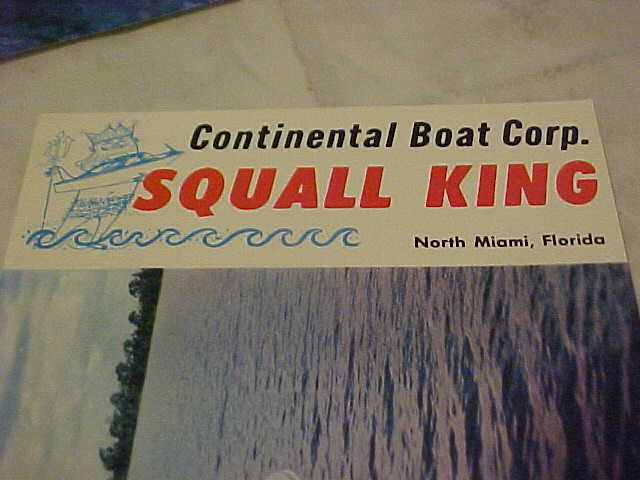 Continental Boat Corp.
SQUALL KING
North Miami, Florida